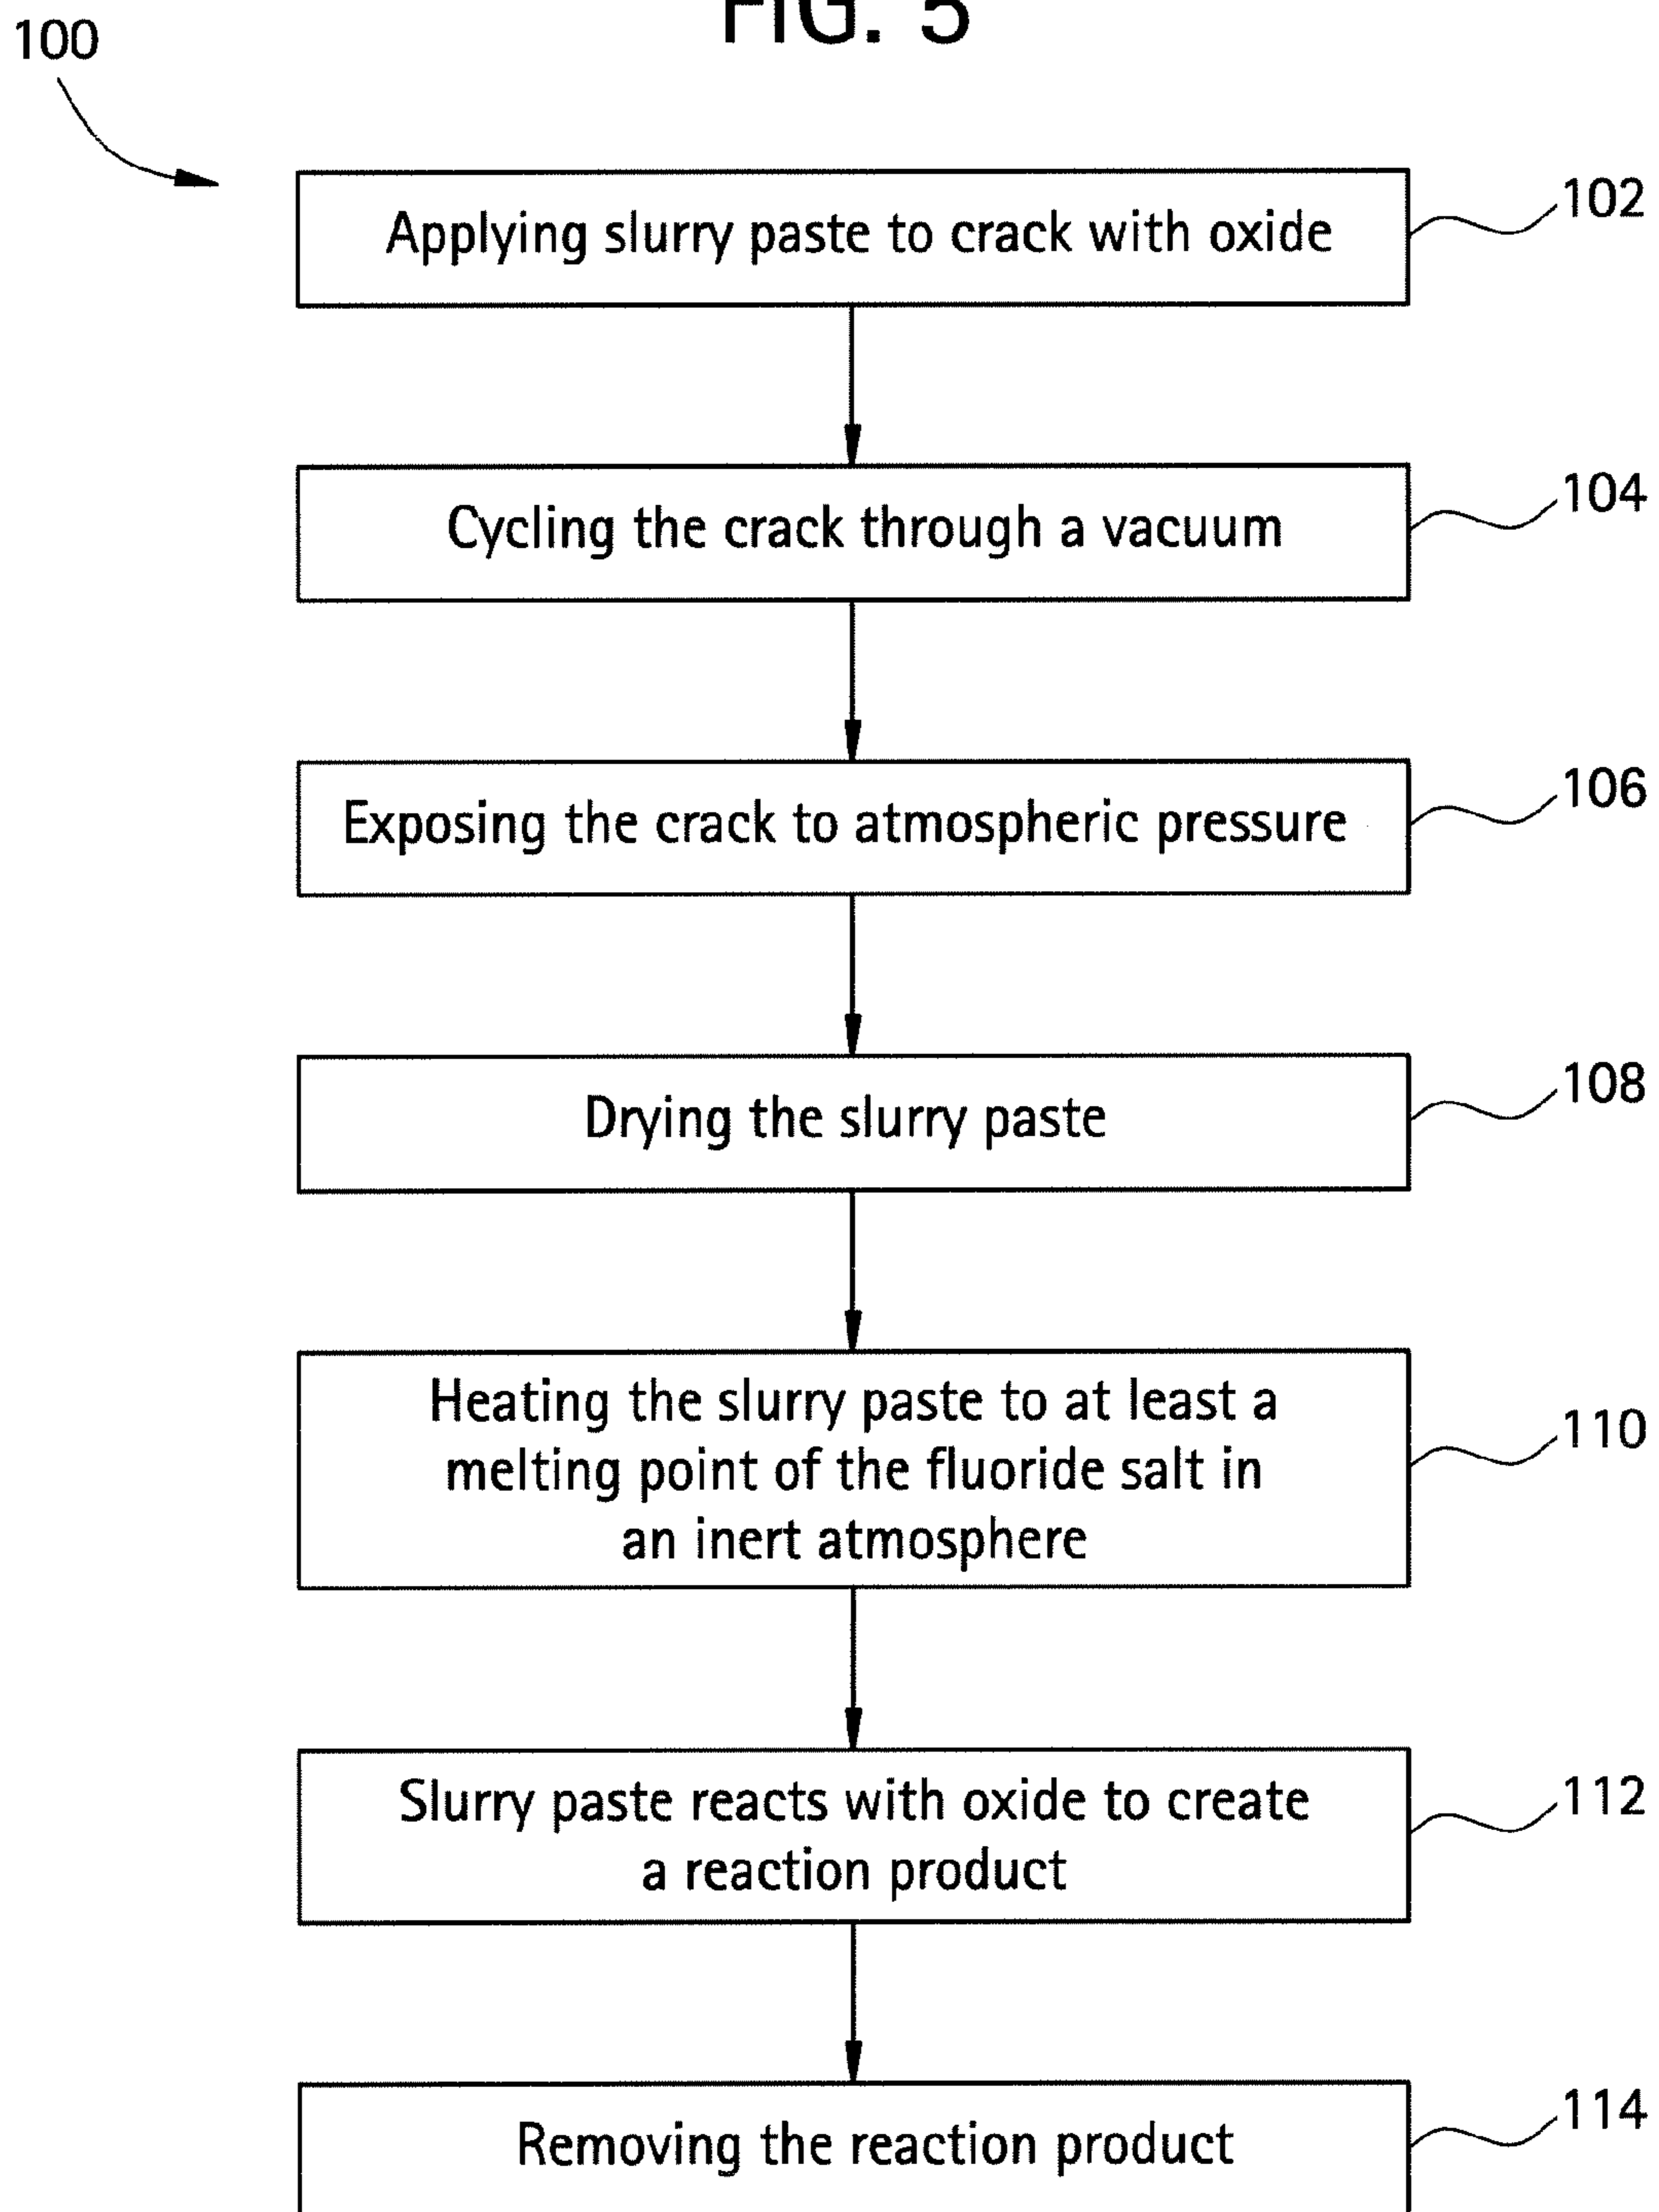 FIG. 5
100
Applying slurry paste to crack with oxide
102
Cycling the crack through a vacuum
104
Exposing the crack to atmospheric pressure
106
Drying the slurry paste
108
Heating the slurry paste to at least a
melting point of the fluoride salt in
an inert atmosphere
110
Slurry paste reacts with oxide to create
a reaction product
112
Removing the reaction product
114